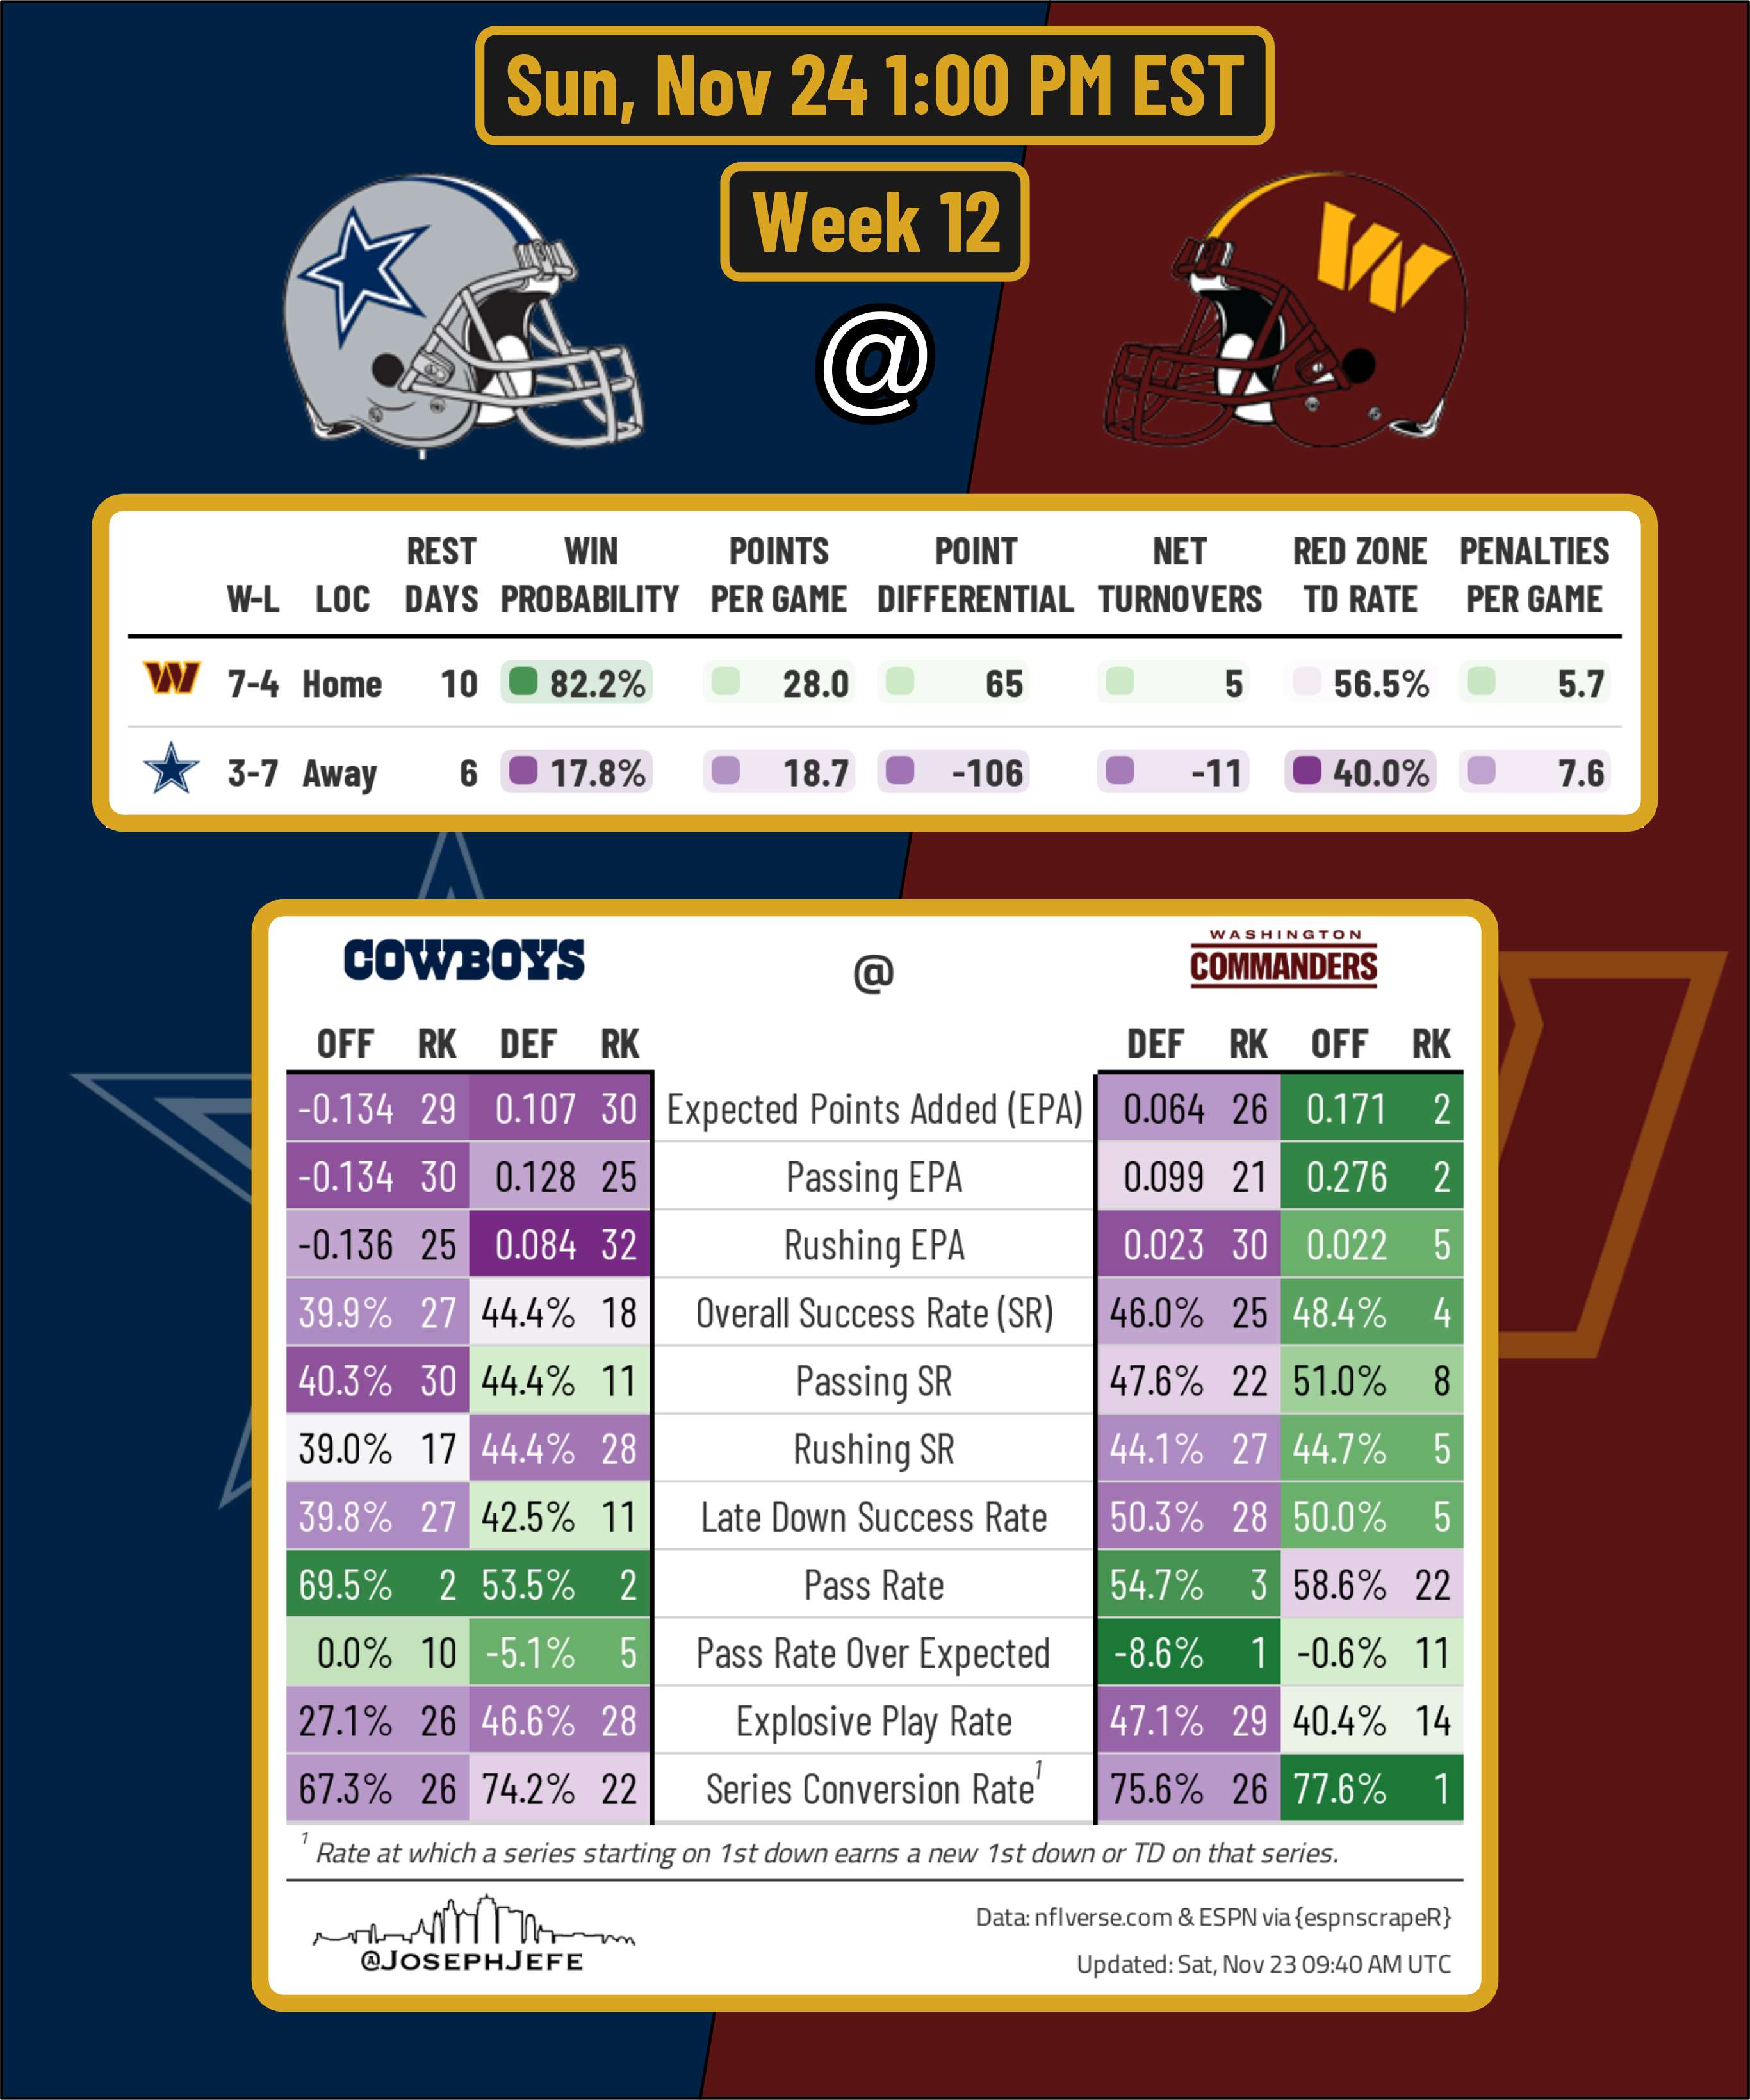 Sun, Nov 24 1:00 PM EST
Week 12
@
REST WIN POINTS POINT NET RED ZONE PENALTIES
W-L LOC DAYS PROBABILITY PER GAME DIFFERENTIAL TURNOVERS TD RATE PER GAME
W 7-4 Home 10 82.2% 28.0 65 5 56.5% 5.7
3-7 Away 6 17.8% 18.7 -106 -11 40.0% 7.6
COWBOYS @ WASHINGTON COMMANDERS
OFF RK DEF RK DEF RK OFF RK
-0.134 29 0.107 30 Expected Points Added (EPA) 0.064 26 0.171 2
-0.134 30 0.128 25 Passing EPA 0.099 21 0.276 2
-0.136 25 0.084 32 Rushing EPA 0.023 30 0.022 5
39.9% 27 44.4% 18 Overall Success Rate (SR) 46.0% 25 48.4% 4
40.3% 30 44.4% 11 Passing SR 47.6% 22 51.0% 8
39.0% 17 44.4% 28 Rushing SR 44.1% 27 44.7% 5
39.8% 27 42.5% 11 Late Down Success Rate 50.3% 28 50.0% 5
69.5% 2 53.5% 2 Pass Rate 54.7% 3 58.6% 22
0.0% 10 -5.1% 5 Pass Rate Over Expected -8.6% 1 -0.6% 11
27.1% 26 46.6% 28 Explosive Play Rate 47.1% 29 40.4% 14
67.3% 26 74.2% 22 Series Conversion Rate¹ 75.6% 26 77.6% 1
¹ Rate at which a series starting on 1st down earns a new 1st down or TD on that series.
@JOSEPHJEFE
Data: nflverse.com & ESPN via {espnscrapeR}
Updated: Sat, Nov 23 09:40 AM UTC